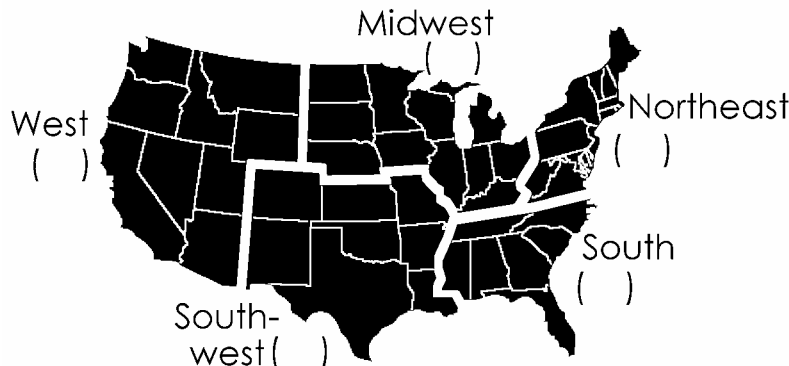 Midwest
( )
Northeast
( )
West
( )
South
( )
South-
west( )